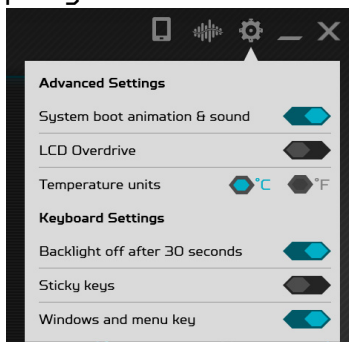 Advanced Settings
System boot animation & sound
LCD Overdrive
Temperature units °C °F
Keyboard Settings
Backlight off after 30 seconds
Sticky keys
Windows and menu key